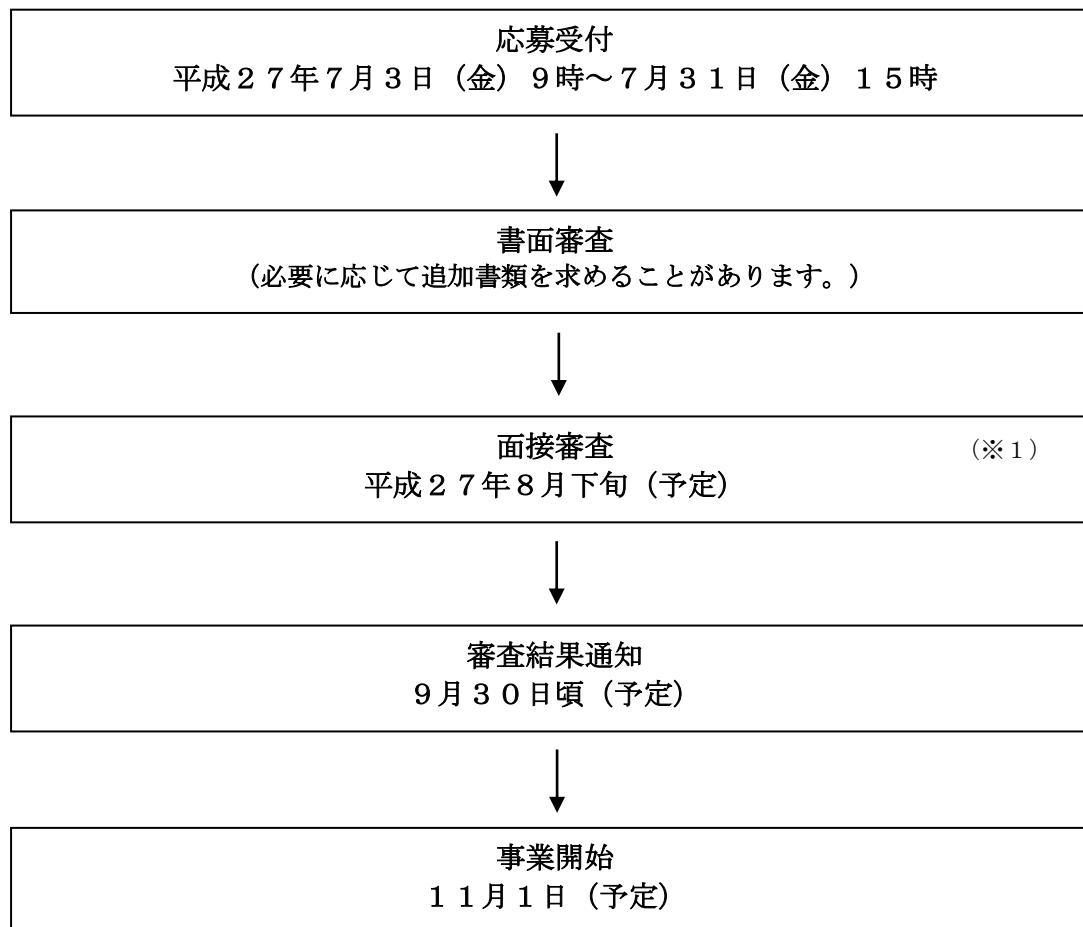 応募受付
平成２７年７月３日（金）９時～７月３１日（金）１５時
書面審査
（必要に応じて追加書類を求めることがあります。）
面接審査
（※１）
平成２７年８月下旬（予定）
審査結果通知
９月３０日頃（予定）
事業開始
１１月１日（予定）